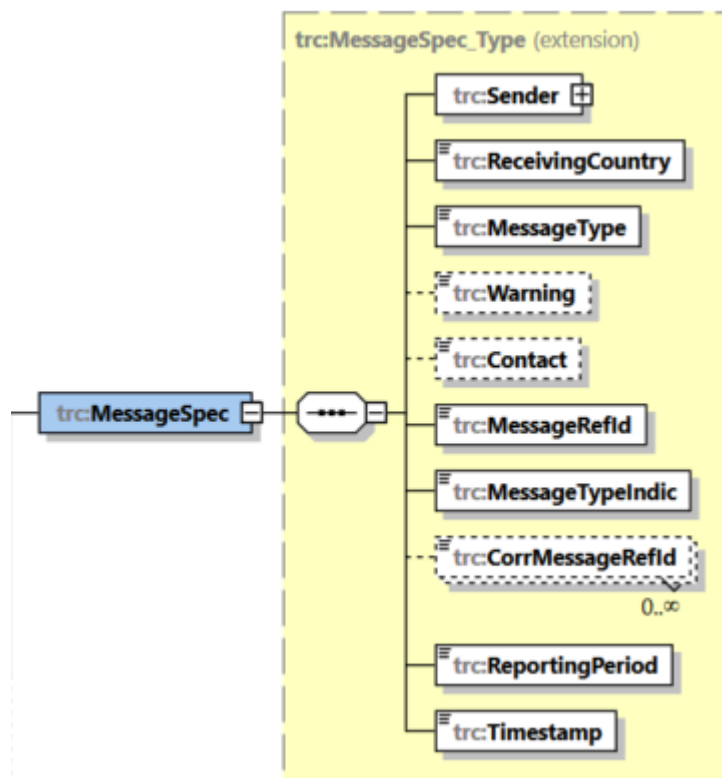 trc:MessageSpec_Type (extension)
trc:Sender
trc:ReceivingCountry
trc:MessageType
trc:Warning
trc:Contact
trc:MessageSpec
trc:MessageRefId
trc:MessageTypeIndic
trc:CorrMessageRefId
0..∞
trc:ReportingPeriod
trc:Timestamp